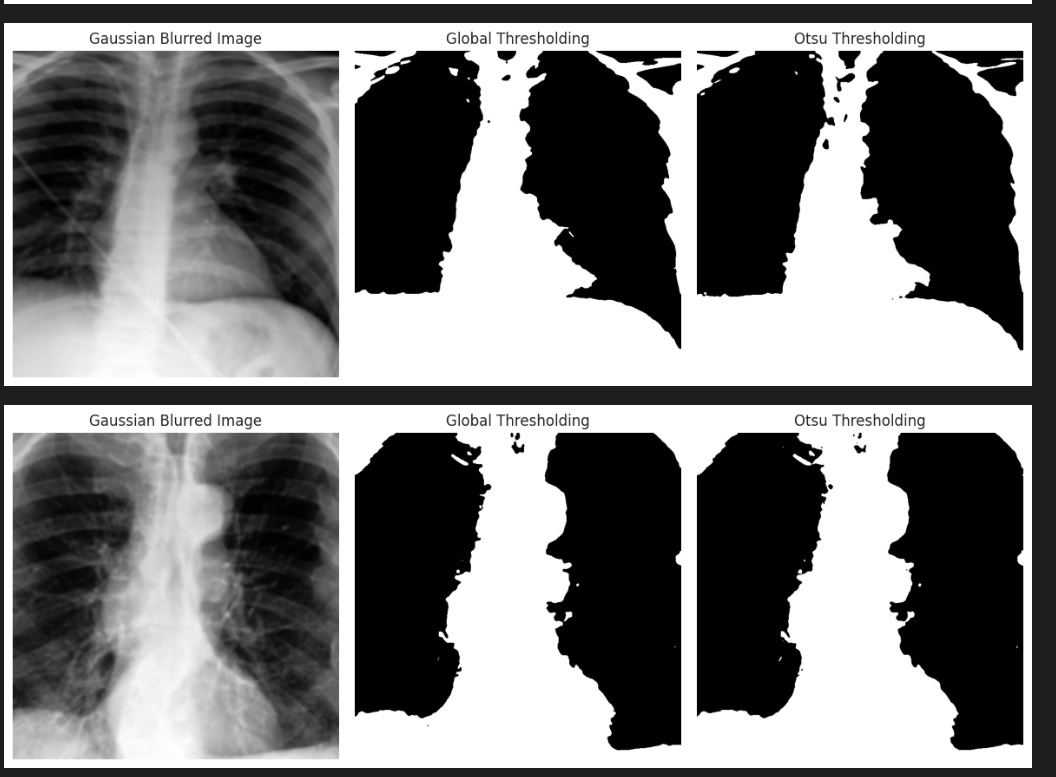 Gaussian Blurred Image
Global Thresholding
Otsu Thresholding
Gaussian Blurred Image
Global Thresholding
Otsu Thresholding